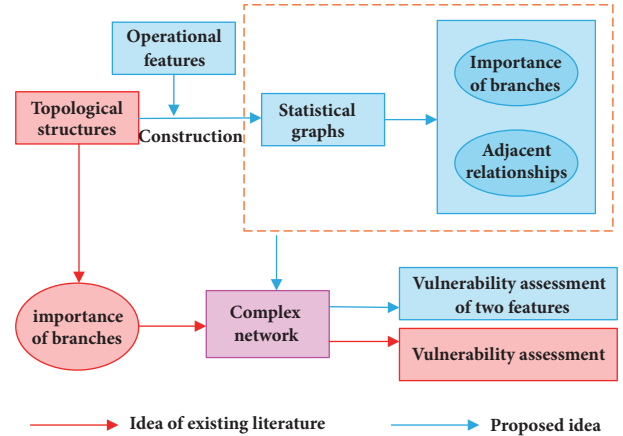 Operational
features
Topological
structures
Construction
Statistical
graphs
Importance
of branches
Adjacent
relationships
importance
of branches
Complex
network
Vulnerability assessment
of two features
Vulnerability assessment
Idea of existing literature
Proposed idea